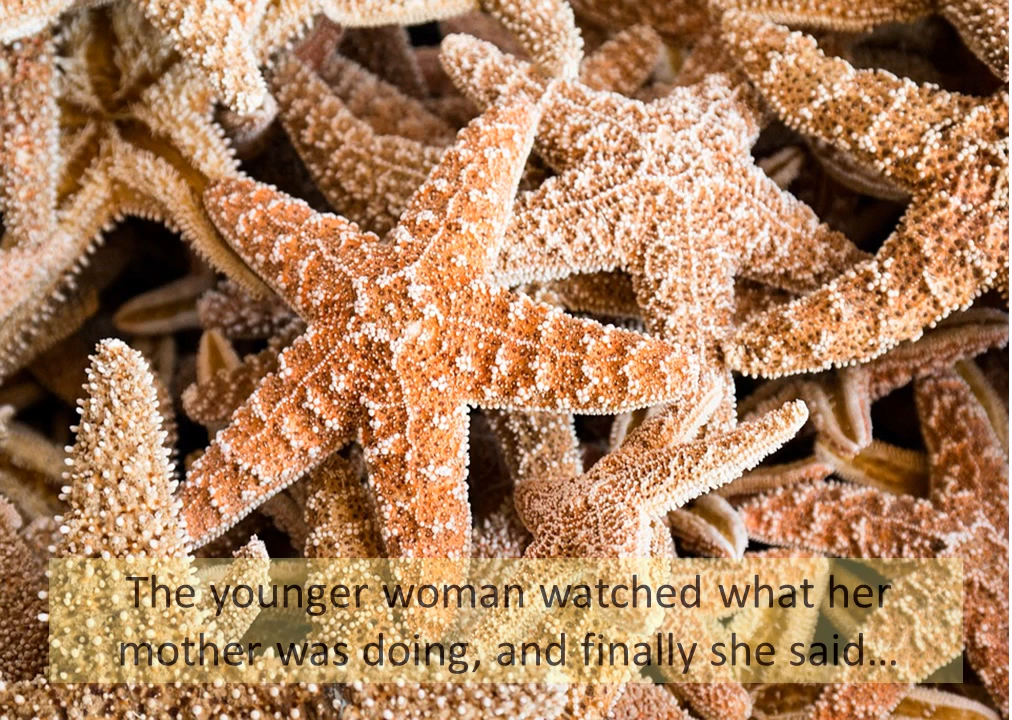 The younger woman watched what her
mother was doing, and finally she said...